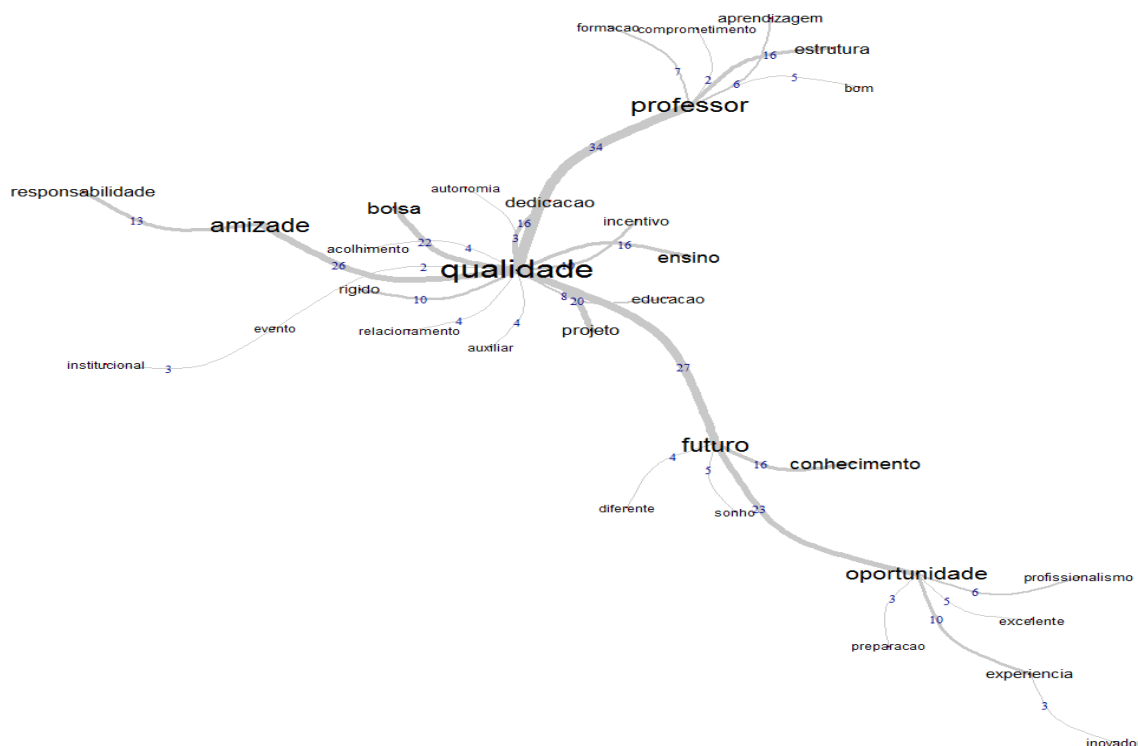 aprendizagem
formacao
comprometimento
estrutura
16
7
2
6
5
bom
professor
34
responsabilidade
autonomia
dedicacao
bolsa
incentivo
13
amizade
16
3
acolhimento
22
4
16
ensino
26
2
qualidade
rigido
10
8
20
educacao
evento
relacionamento
4
4
projeto
auxiliar
institucional
3
27
futuro
4
16
conhecimento
5
diferente
sonho
23
oportunidade
profissionalismo
3
5
6
10
excelente
preparacao
experiencia
3
inovador